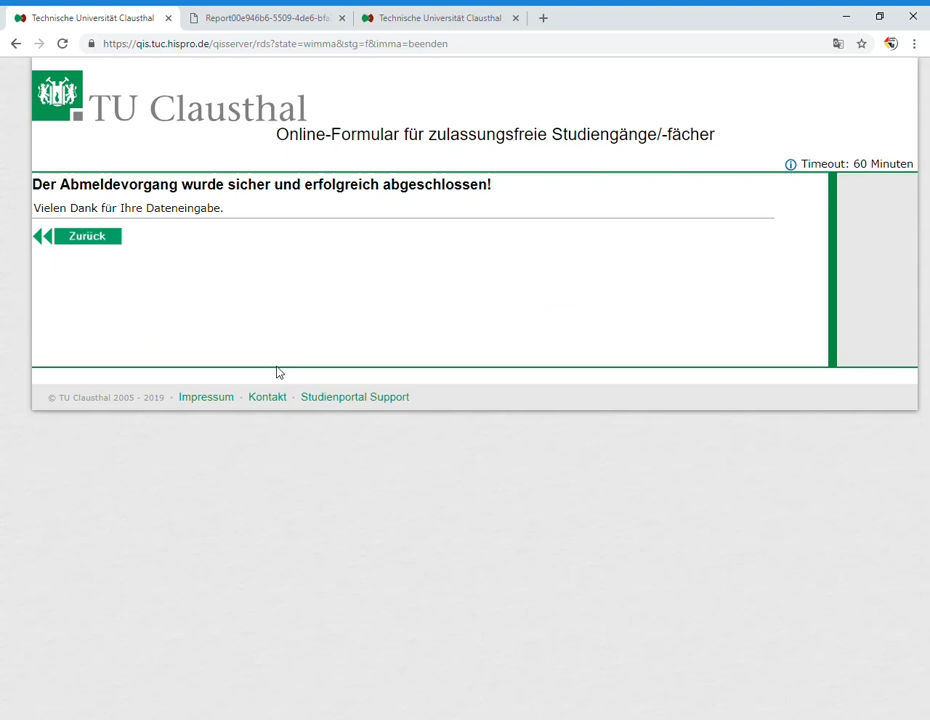 Technische Universität Clausthal
Report00e946b6-5509-4de6-bfa
Technische Universität Clausthal
https://qis.tuc.hispro.de/qisserver/rds?state=wimma&stg=f&imma=beenden
TU Clausthal
Online-Formular für zulassungsfreie Studiengänge/-fächer
Timeout: 60 Minuten
Der Abmeldevorgang wurde sicher und erfolgreich abgeschlossen!
Vielen Dank für Ihre Dateneingabe.
Zurück
© TU Clausthal 2005 - 2019 · Impressum · Kontakt · Studienportal Support